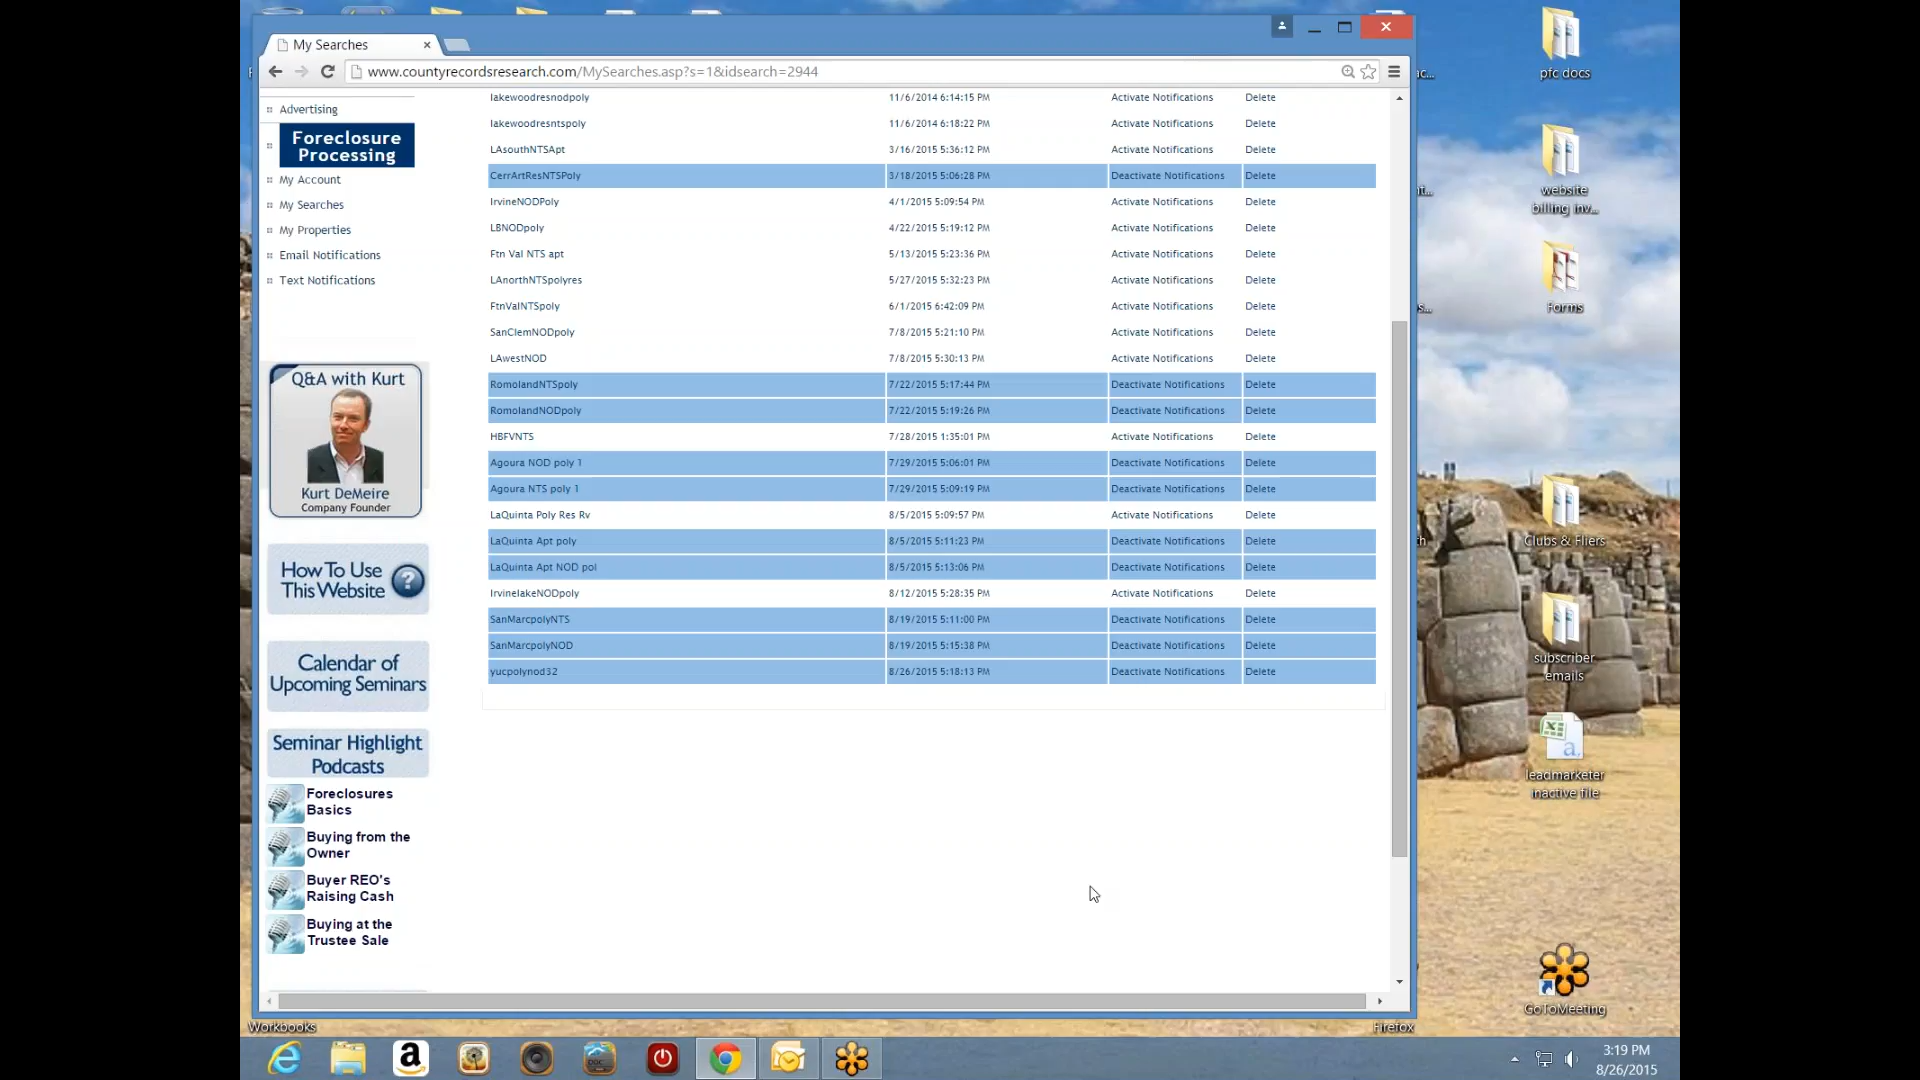 My Searches
www.countyrecordsresearch.com/MySearches.asp?s=1&idsearch=2944
Advertising
Foreclosure
Processing
My Account
My Searches
My Properties
Email Notifications
Text Notifications
Q&A with Kurt
Kurt DeMeire
Company Founder
How To Use
This Website ?
Calendar of
Upcoming Seminars
Seminar Highlight
Podcasts
Foreclosures
Basics
Buying from the
Owner
Buyer REO's
Raising Cash
Buying at the
Trustee Sale
lakewoodresnodpoly 11/6/2014 6:14:15 PM Activate Notifications Delete
lakewoodresntspoly 11/6/2014 6:18:22 PM Activate Notifications Delete
LAsouthNTSApt 3/16/2015 5:36:12 PM Activate Notifications Delete
CerrArtResNTSPoly 3/18/2015 5:06:28 PM Deactivate Notifications Delete
IrvineNODPoly 4/1/2015 5:09:54 PM Activate Notifications Delete
LBNODpoly 4/22/2015 5:19:12 PM Activate Notifications Delete
Ftn Val NTS apt 5/13/2015 5:23:36 PM Activate Notifications Delete
LAnorthNTSpolyres 5/27/2015 5:32:23 PM Activate Notifications Delete
FtnValNTSpoly 6/1/2015 6:42:09 PM Activate Notifications Delete
SanClemNODpoly 7/8/2015 5:21:10 PM Activate Notifications Delete
LAwestNOD 7/8/2015 5:30:13 PM Activate Notifications Delete
RomolandNTSpoly 7/22/2015 5:17:44 PM Deactivate Notifications Delete
RomolandNODpoly 7/22/2015 5:19:26 PM Deactivate Notifications Delete
HBFVNTS 7/28/2015 1:35:01 PM Activate Notifications Delete
Agoura NOD poly 1 7/29/2015 5:06:01 PM Deactivate Notifications Delete
Agoura NTS poly 1 7/29/2015 5:09:19 PM Deactivate Notifications Delete
LaQuinta Poly Res Rv 8/5/2015 5:09:57 PM Activate Notifications Delete
LaQuinta Apt poly 8/5/2015 5:11:23 PM Deactivate Notifications Delete
LaQuinta Apt NOD pol 8/5/2015 5:13:06 PM Deactivate Notifications Delete
IrvinelakeNODpoly 8/12/2015 5:28:35 PM Activate Notifications Delete
SanMarcpolyNTS 8/19/2015 5:11:00 PM Deactivate Notifications Delete
SanMarcpolyNOD 8/19/2015 5:15:38 PM Deactivate Notifications Delete
yucpolynod32 8/26/2015 5:18:13 PM Deactivate Notifications Delete
pfc docs
website
billing inv...
Forms
Clubs & Fliers
subscriber
emails
leadmarketer
inactive file
GoToMeeting
Workbooks
Firefox
3:19 PM
8/26/2015